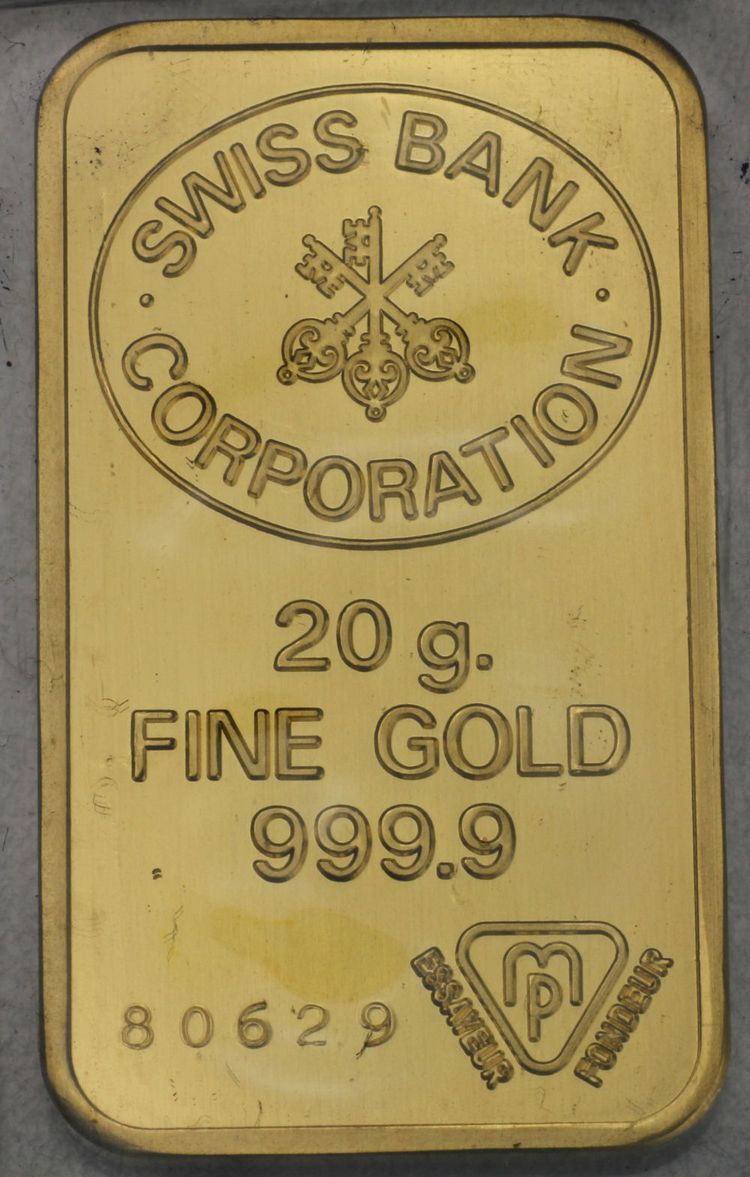 · SWISS BANK ·
CORPORATION
20 g.
FINE GOLD
999.9
80629
ESSAYEUR
MP
FONDEUR